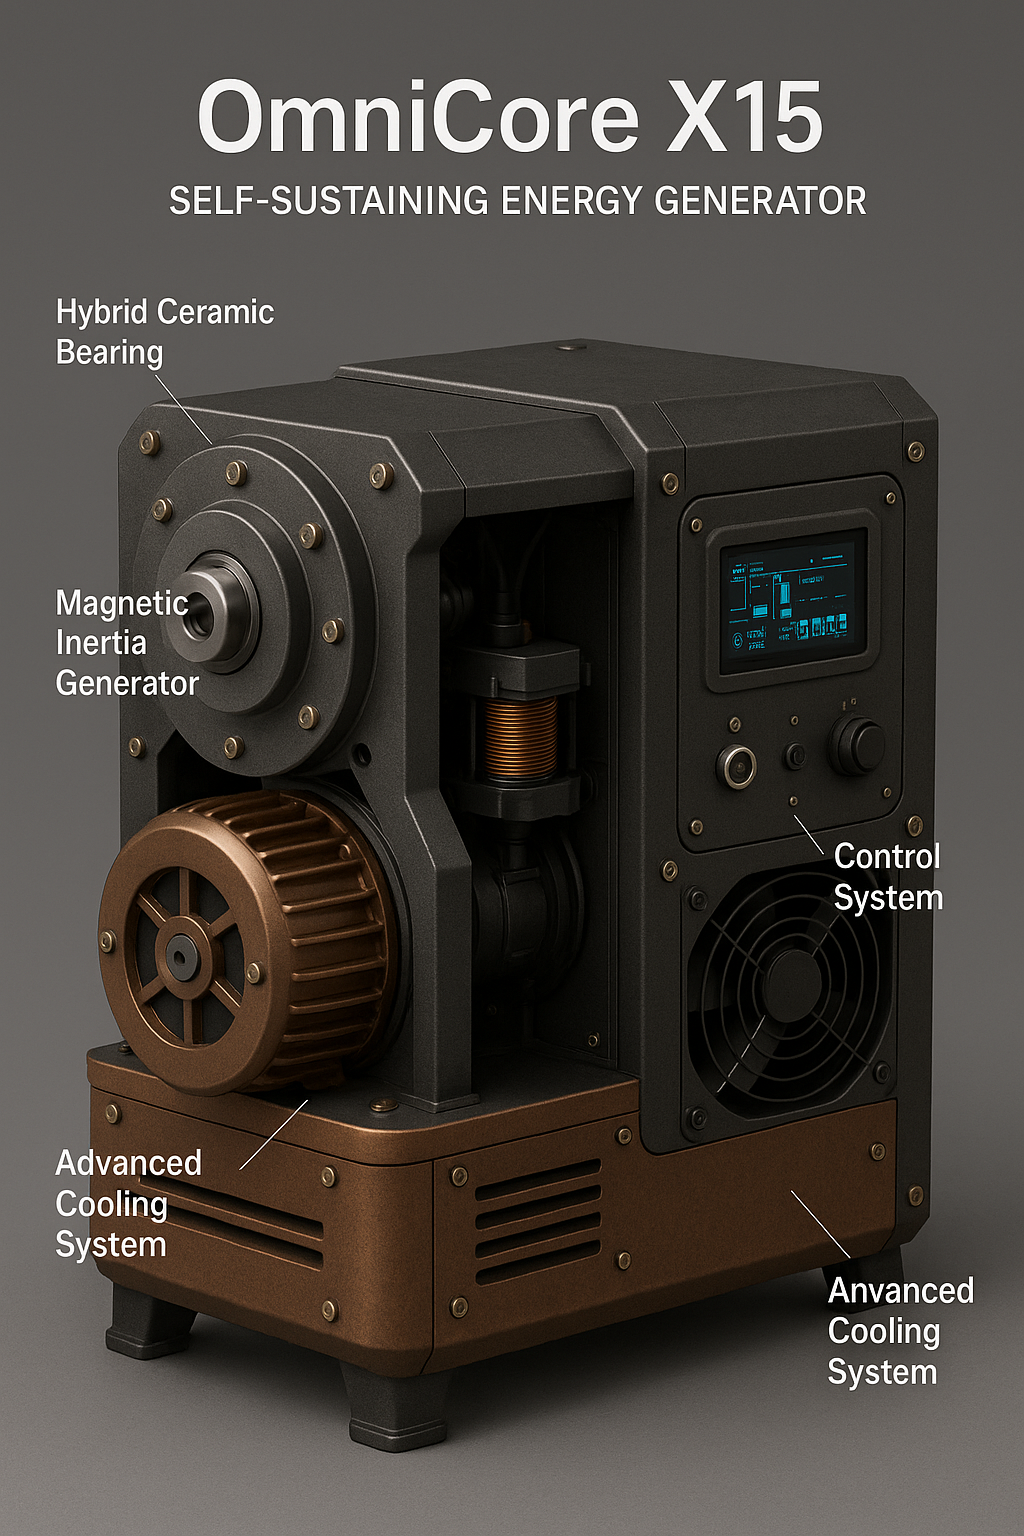 OmniCore X15
SELF-SUSTAINING ENERGY GENERATOR
Hybrid Ceramic
Bearing
Magnetic
Inertia
Generator
Control
System
Advanced
Cooling
System
Anvanced
Cooling
System